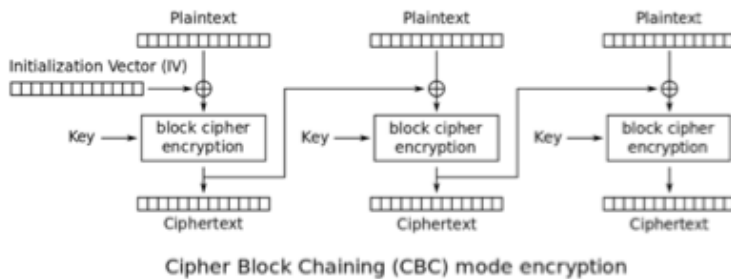 Plaintext Plaintext Plaintext
Initialization Vector (IV)
Key block cipher encryption Key block cipher encryption Key block cipher encryption
Ciphertext Ciphertext Ciphertext
Cipher Block Chaining (CBC) mode encryption